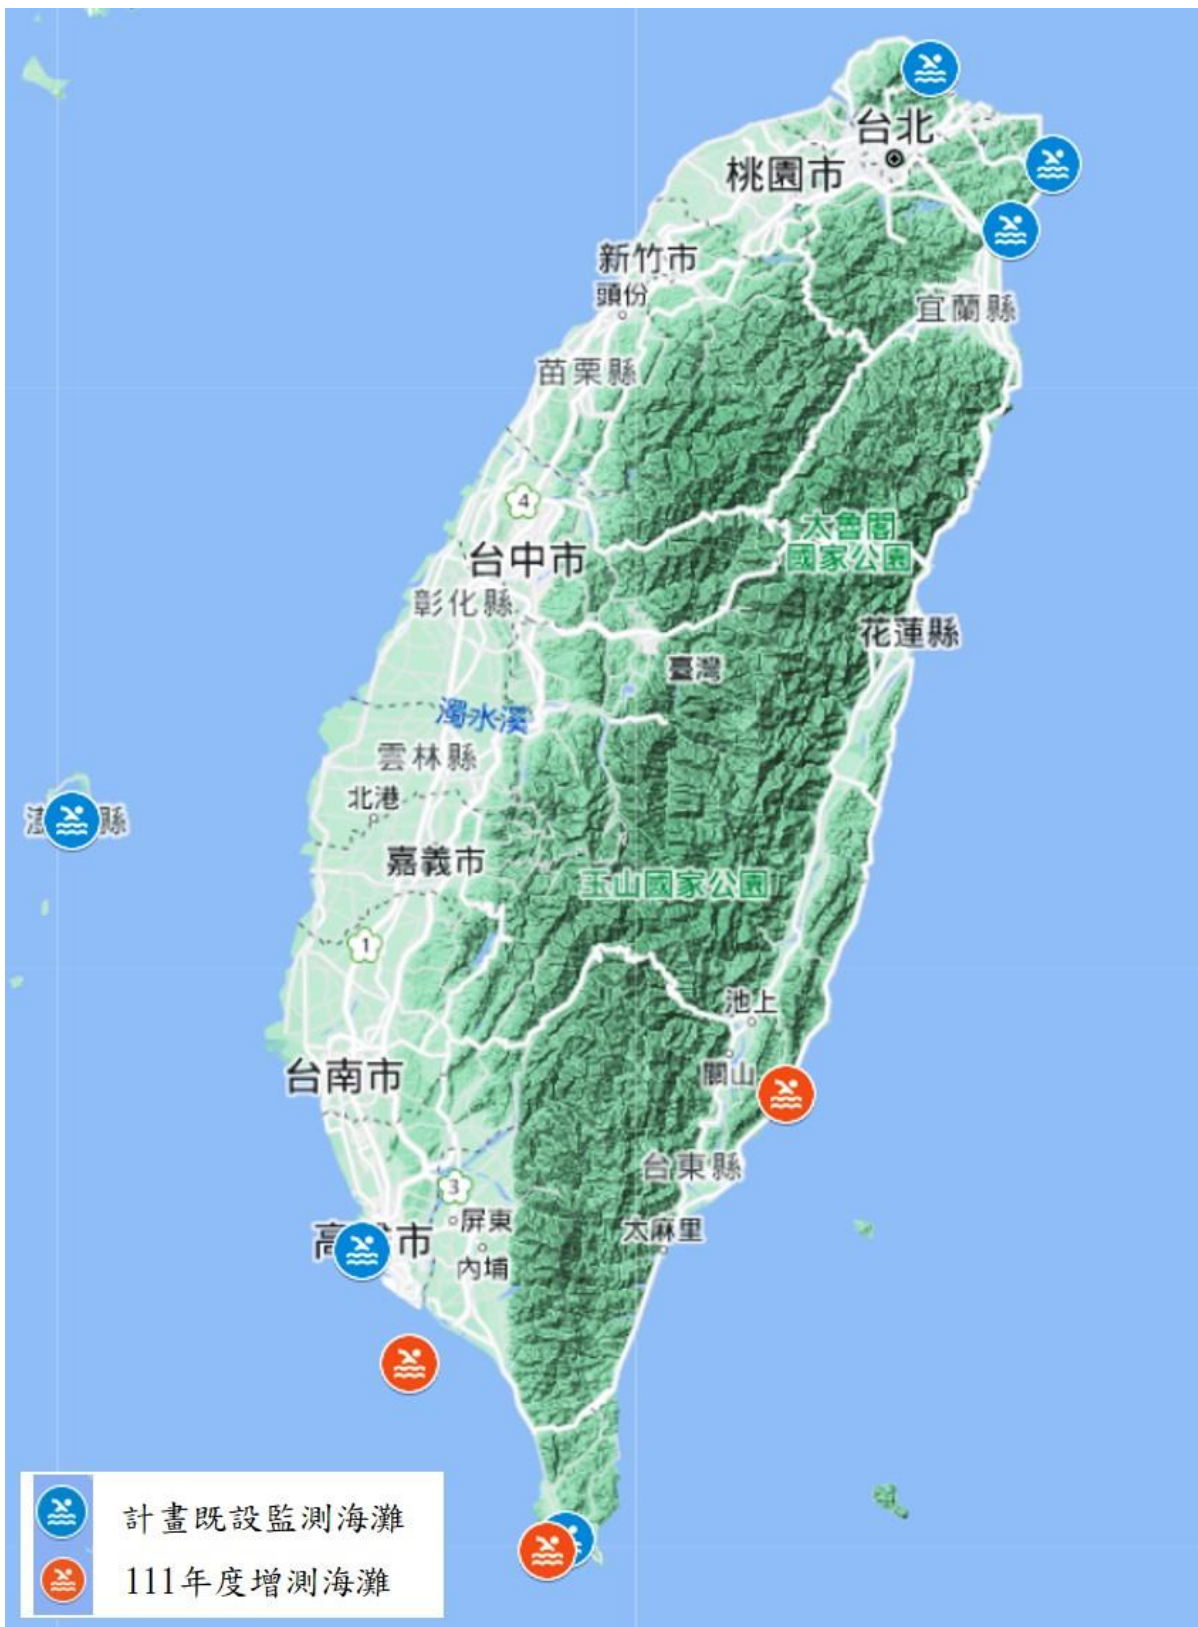 台北
桃園市
新竹市
頭份
宜蘭縣
苗栗縣
4
台中市
太魯閣
國家公園
彰化縣
花蓮縣
臺灣
濁水溪
雲林縣
北港
縣
嘉義市
玉山國家公園
1
池上
關山
台南市
台東縣
3
屏東
太麻里
高 市
內埔
計畫既設監測海灘
111年度增測海灘